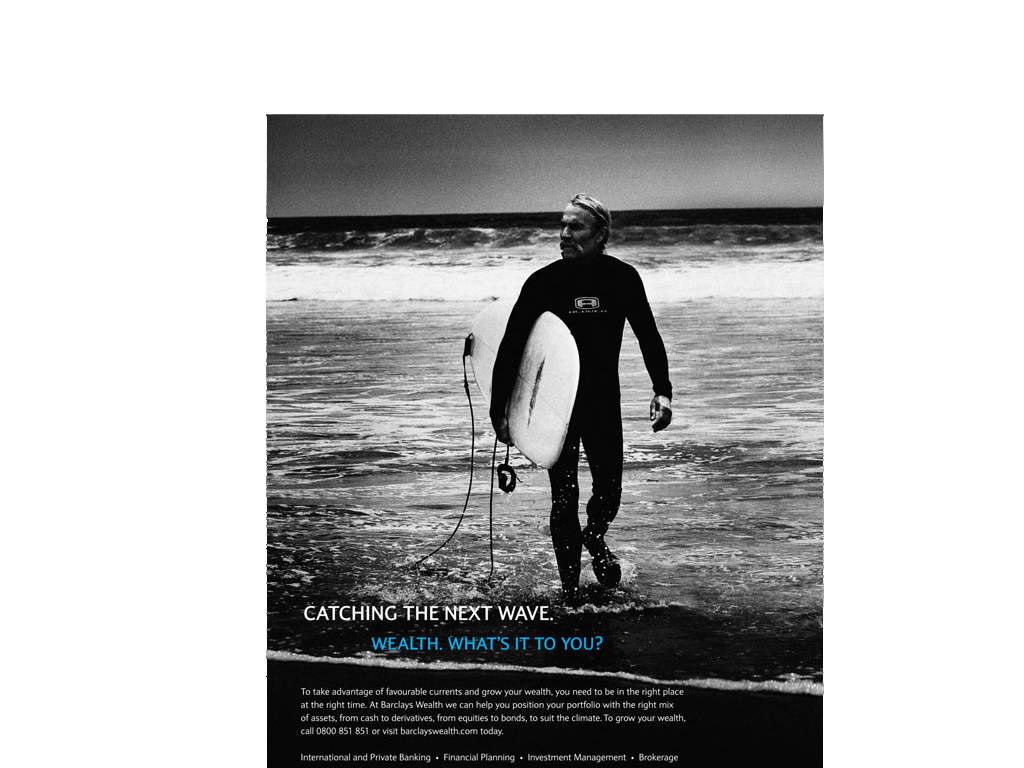 CATCHING THE NEXT WAVE.
WEALTH. WHAT'S IT TO YOU?
To take advantage of favourable currents and grow your wealth, you need to be in the right place
at the right time. At Barclays Wealth we can help you position your portfolio with the right mix
of assets, from cash to derivatives, from equities to bonds, to suit the climate. To grow your wealth,
call 0800 851 851 or visit barclayswealth.com today.
International and Private Banking • Financial Planning • Investment Management • Brokerage